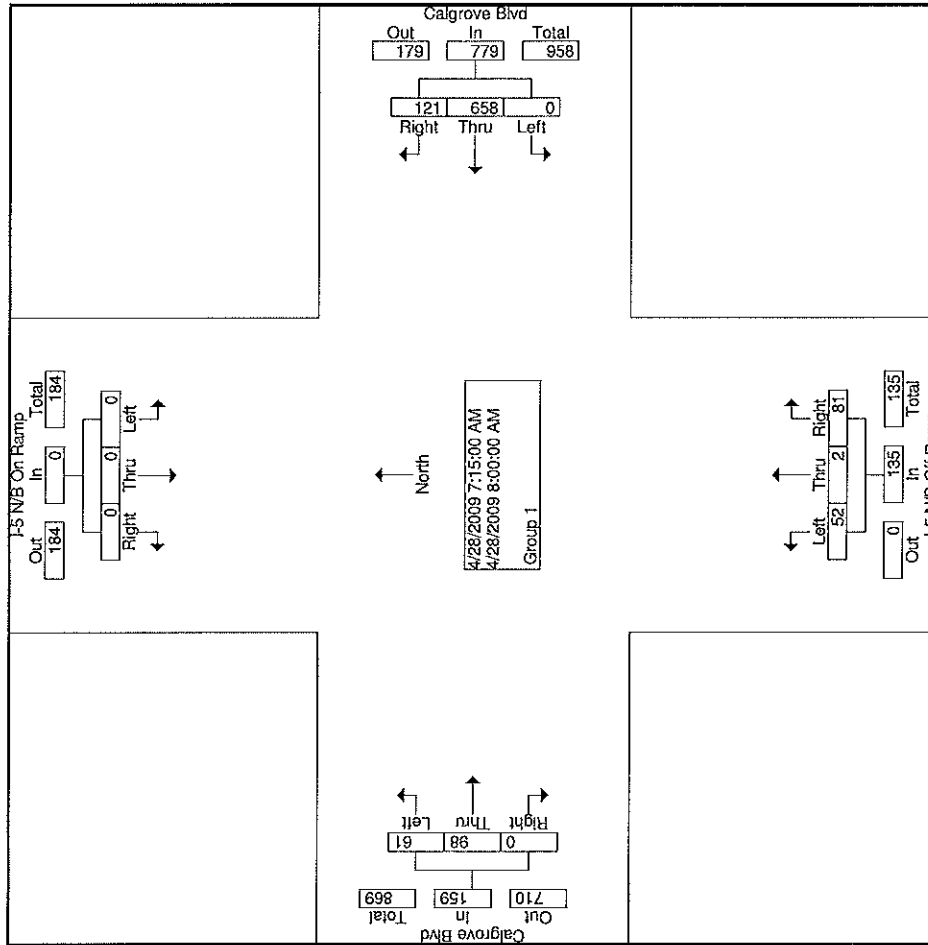 Calgrove Blvd
Out In Total
179 779 958
121 658 0
Right Thru Left
I-5 N/B On Ramp
Out In Total
184 0 184
0 0 0
Right Thru Left
North
4/28/2009 7:15:00 AM
4/28/2009 8:00:00 AM
Group 1
Left Thru Right
52 2 81
0 135 135
Out In Total
Left Thru Right
61 98 0
869 159 710
Total In Out
Calgrove Blvd